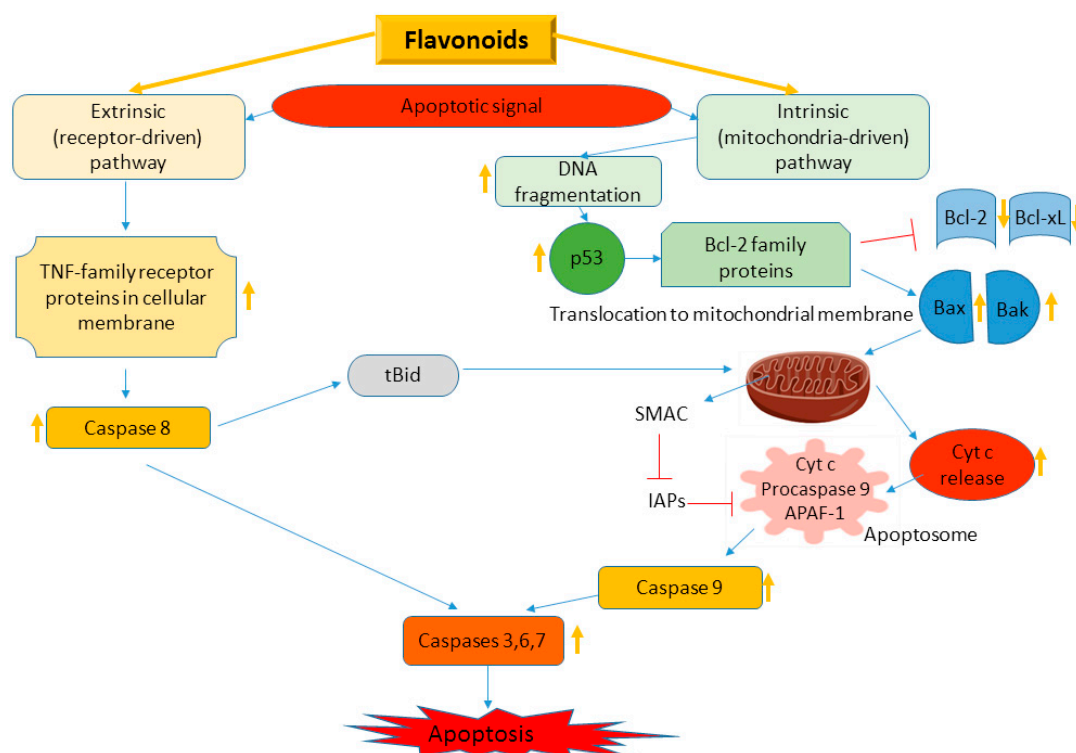 Flavonoids
Extrinsic
(receptor-driven)
pathway
Apoptotic signal
Intrinsic
(mitochondria-driven)
pathway
DNA
fragmentation
Bcl-2
Bcl-xL
p53
Bcl-2 family
proteins
TNF-family receptor
proteins in cellular
membrane
Translocation to mitochondrial membrane
Bax
Bak
tBid
Caspase 8
SMAC
Cyt c
release
IAPs
Cyt c
Procaspase 9
APAF-1
Apoptosome
Caspase 9
Caspases 3,6,7
Apoptosis